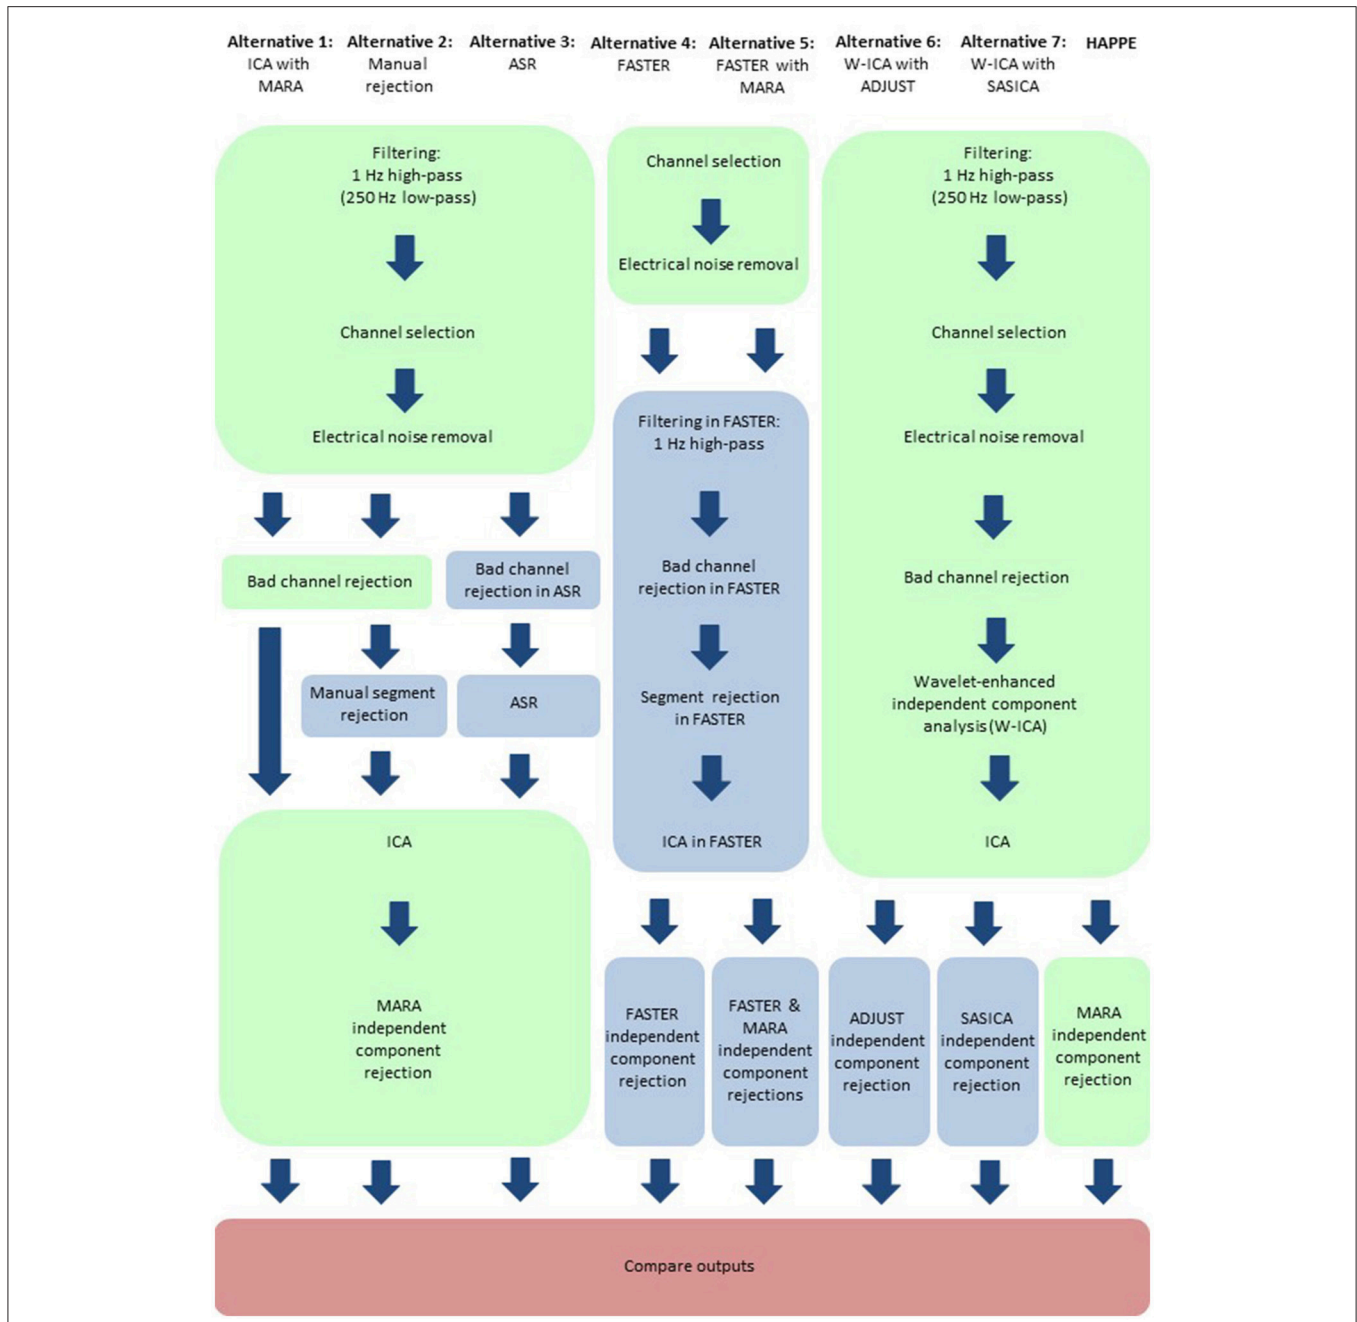 Alternative 1:
ICA with
MARA
Alternative 2:
Manual
rejection
Alternative 3:
ASR
Alternative 4:
FASTER
Alternative 5:
FASTER with
MARA
Alternative 6:
W-ICA with
ADJUST
Alternative 7:
W-ICA with
SASICA
HAPPE
Filtering:
1 Hz high-pass
(250 Hz low-pass)
Channel selection
Electrical noise removal
Channel selection
Electrical noise removal
Filtering:
1 Hz high-pass
(250 Hz low-pass)
Channel selection
Electrical noise removal
Bad channel rejection
Bad channel
rejection in ASR
Manual segment
rejection
ASR
Filtering in FASTER:
1 Hz high-pass
Bad channel
rejection in FASTER
Segment rejection
in FASTER
ICA in FASTER
Bad channel rejection
Wavelet-enhanced
independent component
analysis (W-ICA)
ICA
ICA
MARA
independent
component
rejection
FASTER
independent
component
rejection
FASTER &
MARA
independent
component
rejections
ADJUST
independent
component
rejection
SASICA
independent
component
rejection
MARA
independent
component
rejection
Compare outputs